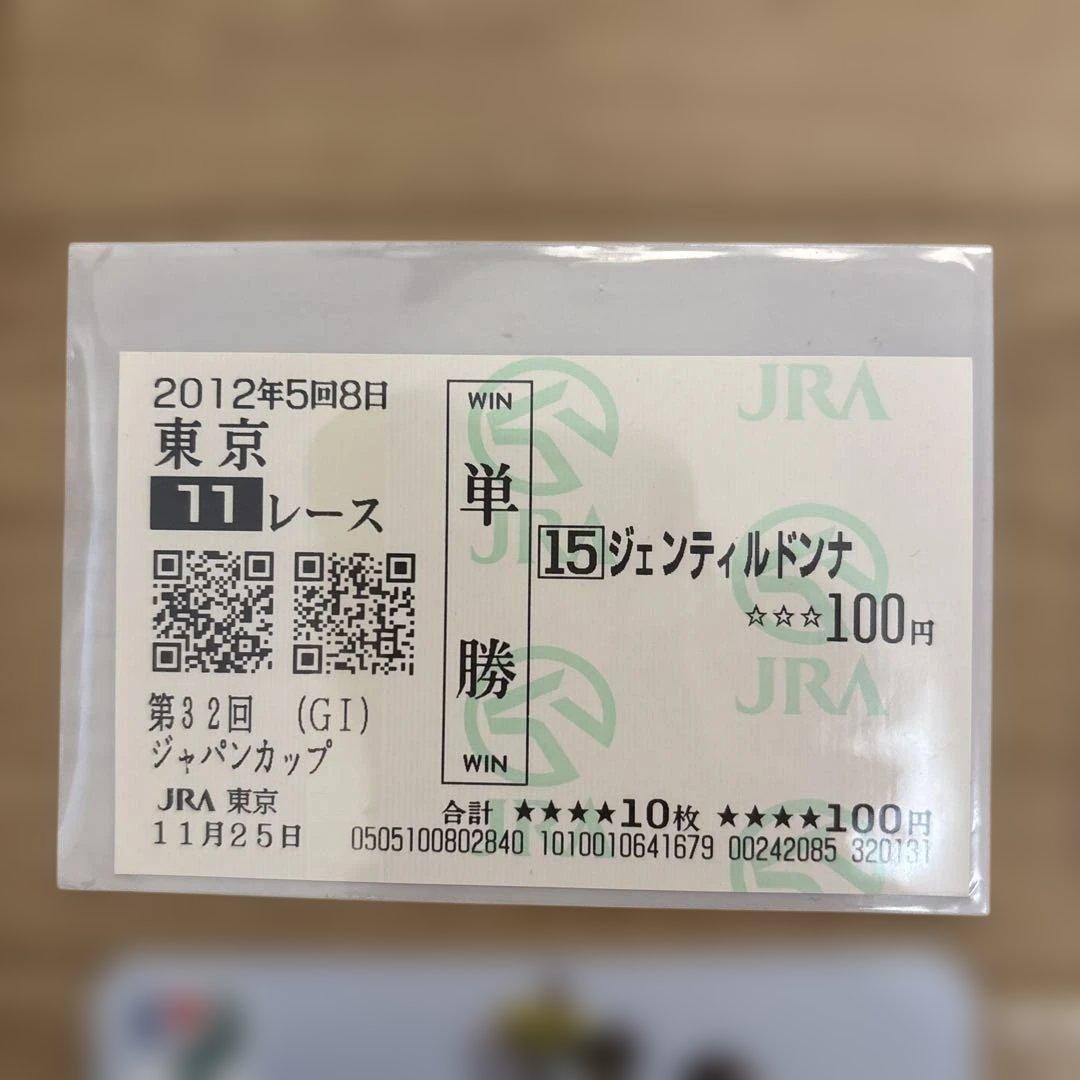 2012年5回8日
東京
11レース
第32回 (GI)
ジャパンカップ
JRA 東京
11月25日
WIN
単勝
WIN
JRA
JRA
JRA
15ジェンティルドンナ
☆☆☆100円
合計 ★★★★10枚 ★★★★100円
0505100802840 1010010641679 00242085 320131